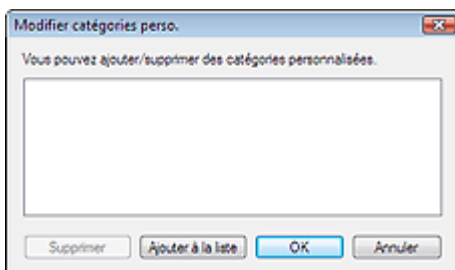 Modifier catégories perso.
Vous pouvez ajouter/supprimer des catégories personnalisées.
Supprimer Ajouter à la liste OK Annuler